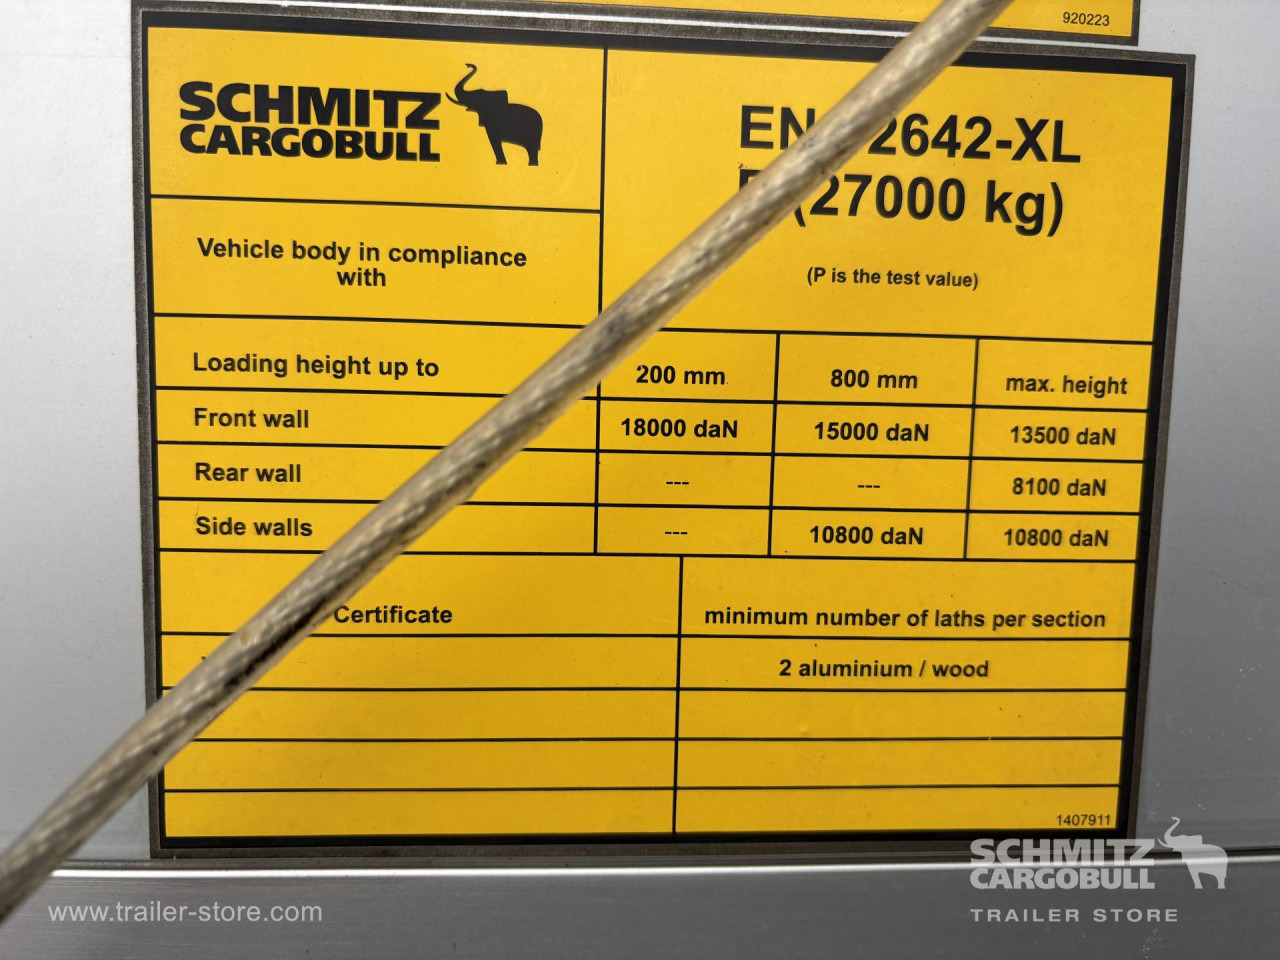 920223
SCHMITZ
CARGOBULL
EN 2642-XL
(27000 kg)
(P is the test value)
Vehicle body in compliance
with
Loading height up to 200 mm 800 mm max. height
Front wall 18000 daN 15000 daN 13500 daN
Rear wall --- --- 8100 daN
Side walls --- 10800 daN 10800 daN
Certificate minimum number of laths per section
2 aluminium / wood
1407911
SCHMITZ
CARGOBULL
TRAILER STORE
www.trailer-store.com